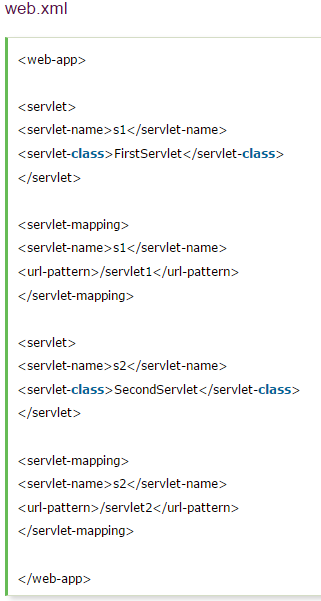 web.xml
<web-app>
<servlet>
<servlet-name>s1</servlet-name>
<servlet-class>FirstServlet</servlet-class>
</servlet>
<servlet-mapping>
<servlet-name>s1</servlet-name>
<url-pattern>/servlet1</url-pattern>
</servlet-mapping>
<servlet>
<servlet-name>s2</servlet-name>
<servlet-class>SecondServlet</servlet-class>
</servlet>
<servlet-mapping>
<servlet-name>s2</servlet-name>
<url-pattern>/servlet2</url-pattern>
</servlet-mapping>
</web-app>